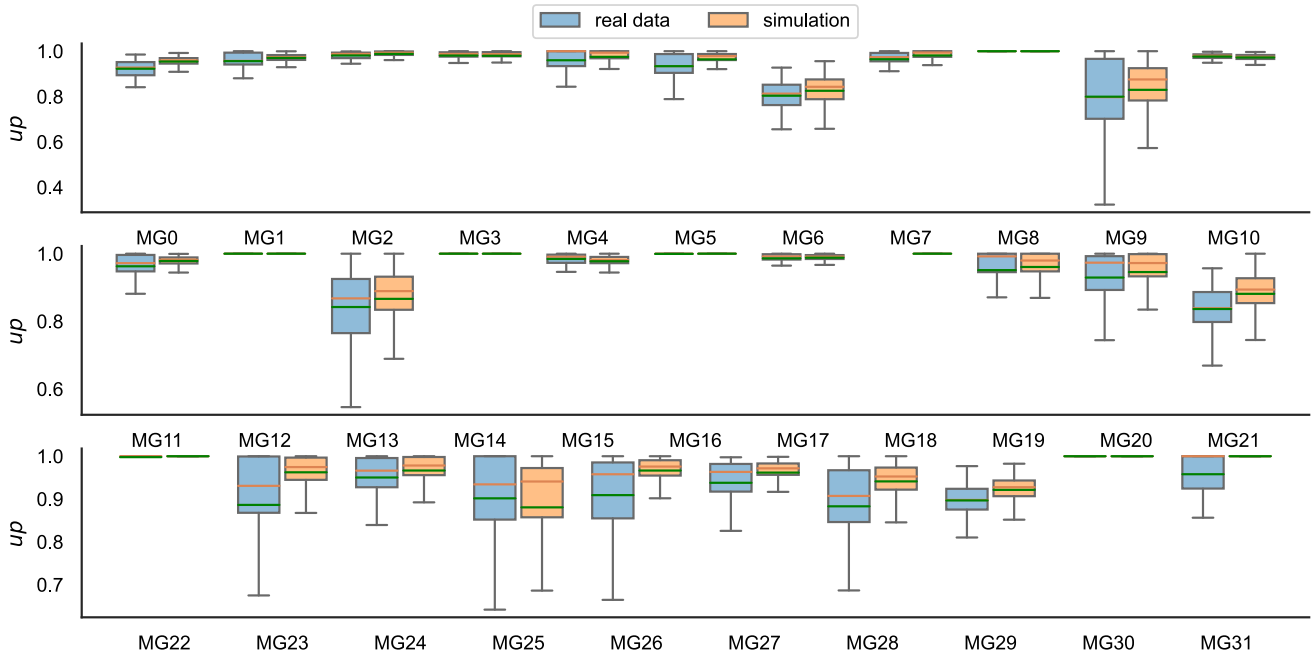 real data simulation
1.0
0.8
0.6
0.4
dp
MG0 MG1 MG2 MG3 MG4 MG5 MG6 MG7 MG8 MG9 MG10
1.0
0.8
0.6
MG11 MG12 MG13 MG14 MG15 MG16 MG17 MG18 MG19 MG20 MG21
1.0
0.9
0.8
0.7
dp
MG22 MG23 MG24 MG25 MG26 MG27 MG28 MG29 MG30 MG31